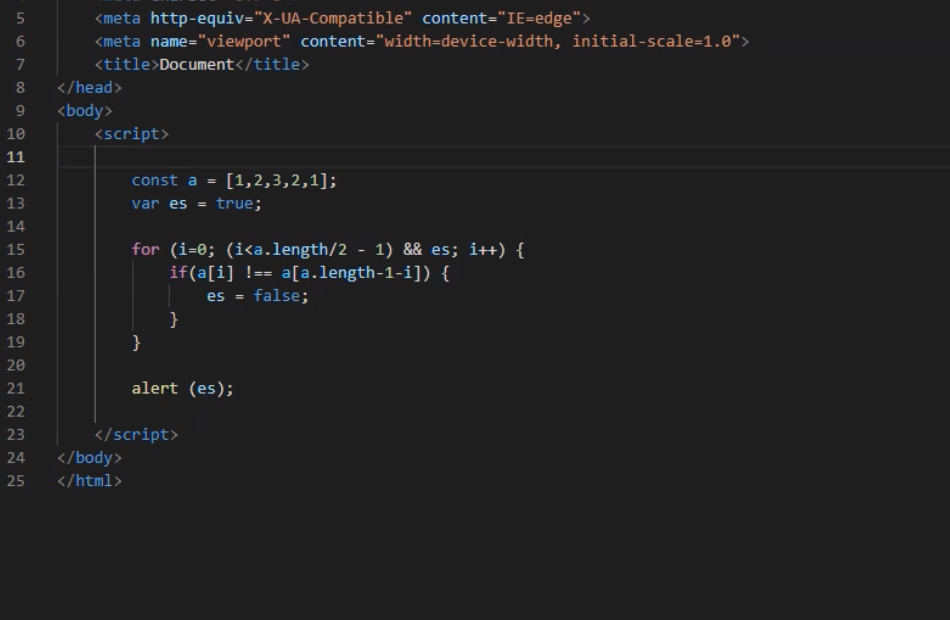 5 <meta http-equiv="X-UA-Compatible" content="IE=edge">
6 <meta name="viewport" content="width=device-width, initial-scale=1.0">
7 <title>Document</title>
8 </head>
9 <body>
10 <script>
11
12 const a = [1,2,3,2,1];
13 var es = true;
14
15 for (i=0; (i<a.length/2 - 1) && es; i++) {
16 if(a[i] !== a[a.length-1-i]) {
17 es = false;
18 }
19 }
20
21 alert (es);
22
23 </script>
24 </body>
25 </html>